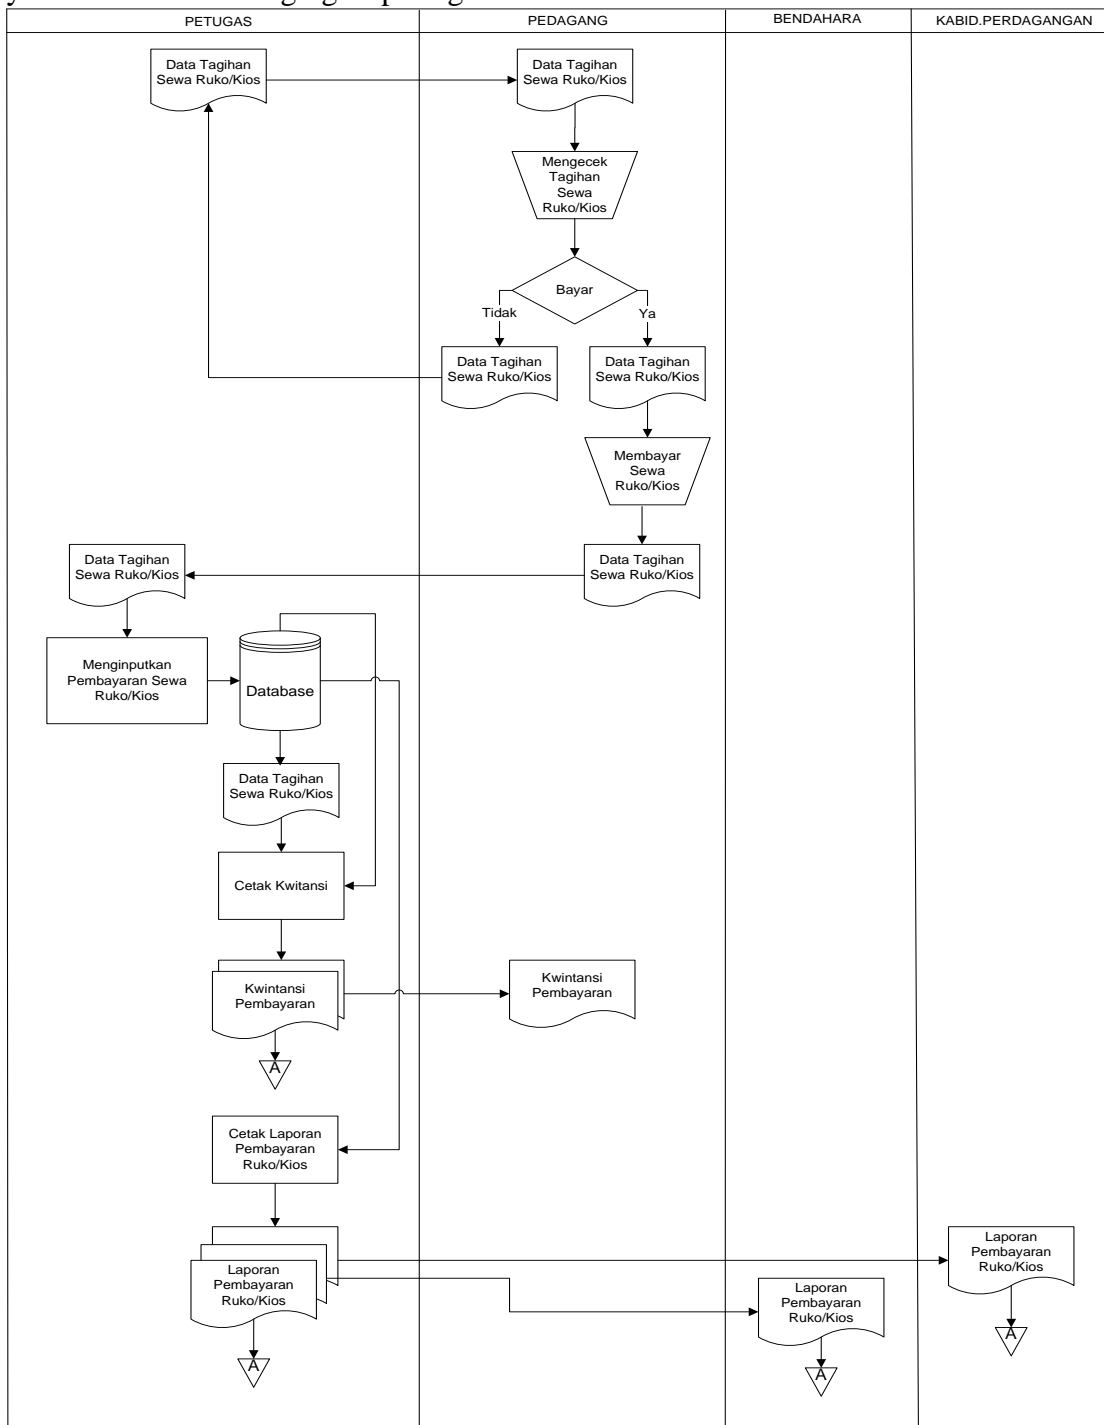 PETUGAS
PEDAGANG
BENDAHARA
KABID.PERDAGANGAN
Data Tagihan
Sewa Ruko/Kios
Data Tagihan
Sewa Ruko/Kios
Mengecek
Tagihan
Sewa
Ruko/Kios
Bayar
Tidak
Ya
Data Tagihan
Sewa Ruko/Kios
Data Tagihan
Sewa Ruko/Kios
Membayar
Sewa
Ruko/Kios
Data Tagihan
Sewa Ruko/Kios
Data Tagihan
Sewa Ruko/Kios
Menginputkan
Pembayaran Sewa
Ruko/Kios
Database
Data Tagihan
Sewa Ruko/Kios
Cetak Kwitansi
Kwintansi
Pembayaran
Kwintansi
Pembayaran
A
Cetak Laporan
Pembayaran
Ruko/Kios
Laporan
Pembayaran
Ruko/Kios
Laporan
Pembayaran
Ruko/Kios
Laporan
Pembayaran
Ruko/Kios
A
A
A